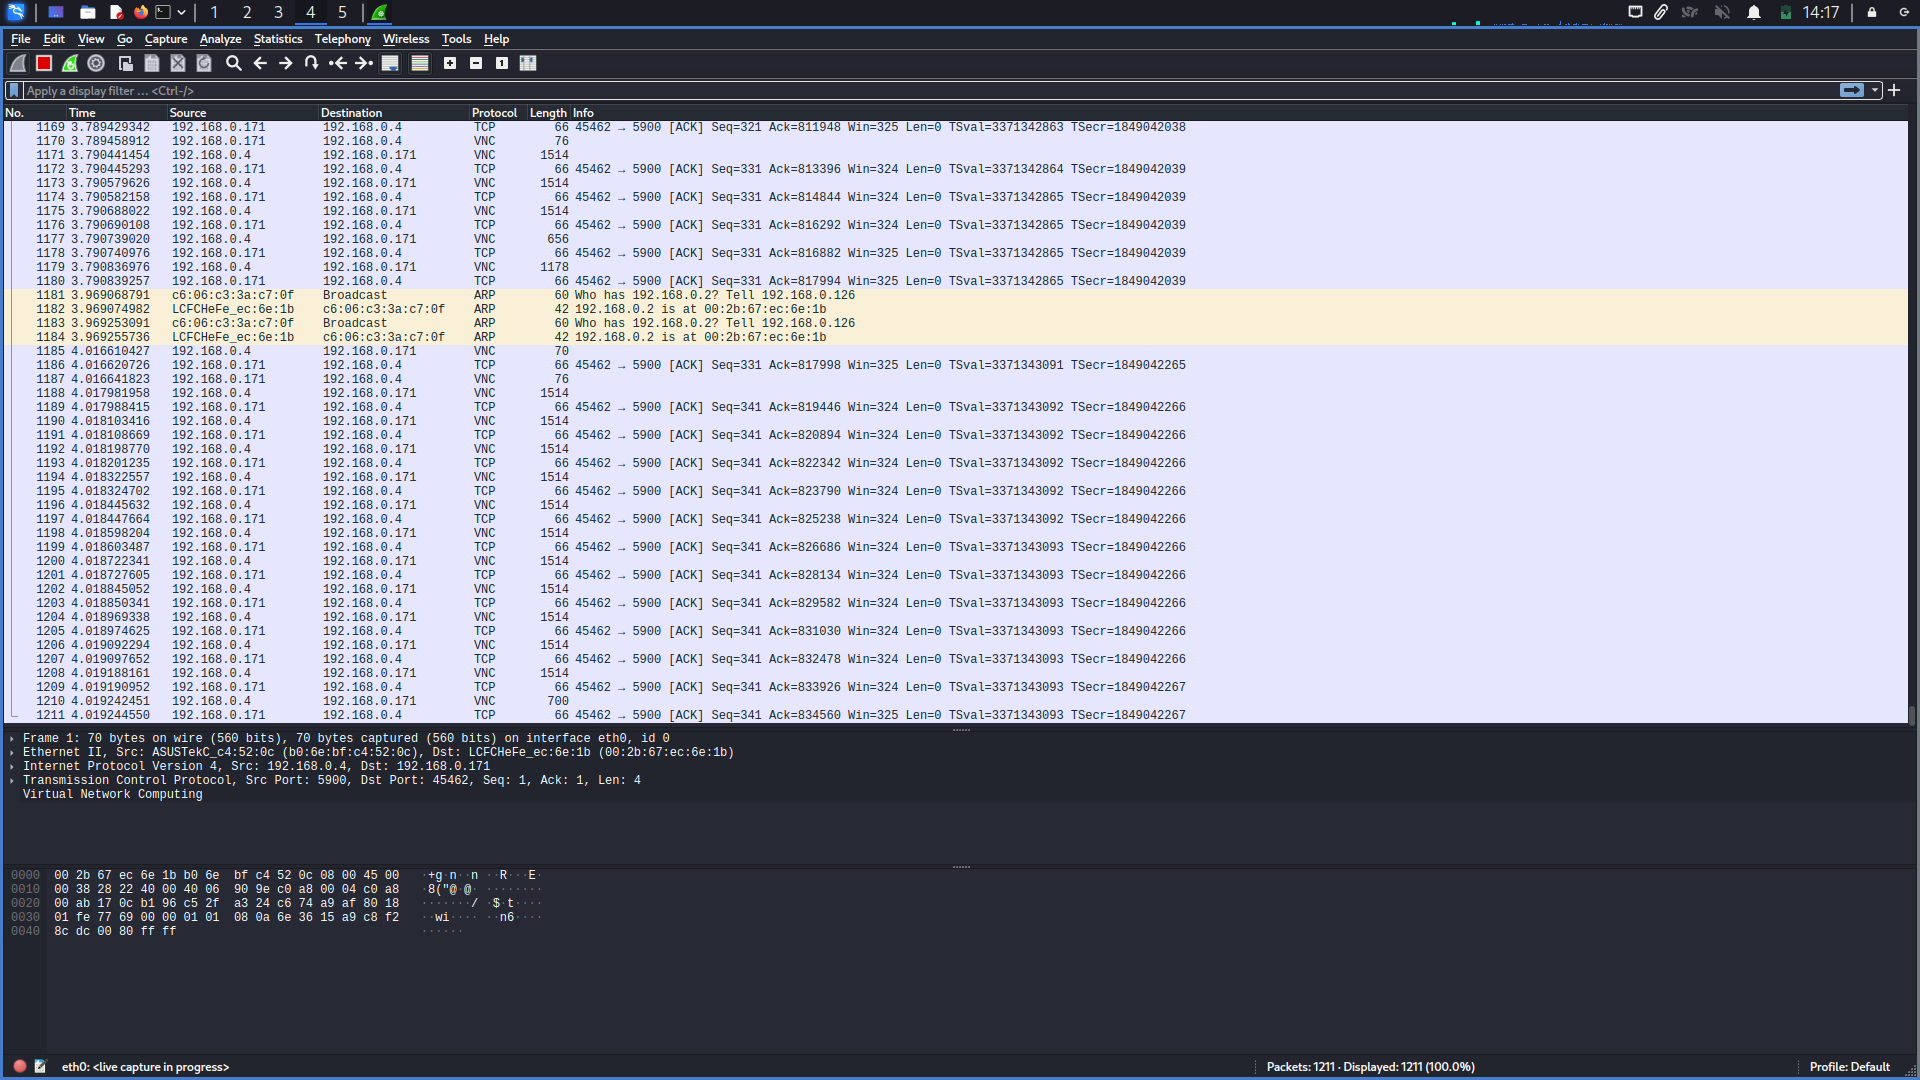 1 2 3 4 5 14:17
File Edit View Go Capture Analyze Statistics Telephony Wireless Tools Help
Apply a display filter … <Ctrl-/>
No. Time Source Destination Protocol Length Info
1169 3.789429342 192.168.0.171 192.168.0.4 TCP 66 45462 → 5900 [ACK] Seq=321 Ack=811948 Win=325 Len=0 TSval=3371342863 TSecr=1849042038
1170 3.789458912 192.168.0.171 192.168.0.4 VNC 76
1171 3.790441454 192.168.0.4 192.168.0.171 VNC 1514
1172 3.790445293 192.168.0.171 192.168.0.4 TCP 66 45462 → 5900 [ACK] Seq=331 Ack=813396 Win=324 Len=0 TSval=3371342864 TSecr=1849042039
1173 3.790579626 192.168.0.4 192.168.0.171 VNC 1514
1174 3.790582158 192.168.0.171 192.168.0.4 TCP 66 45462 → 5900 [ACK] Seq=331 Ack=814844 Win=324 Len=0 TSval=3371342865 TSecr=1849042039
1175 3.790688022 192.168.0.4 192.168.0.171 VNC 1514
1176 3.790690108 192.168.0.171 192.168.0.4 TCP 66 45462 → 5900 [ACK] Seq=331 Ack=816292 Win=324 Len=0 TSval=3371342865 TSecr=1849042039
1177 3.790739020 192.168.0.4 192.168.0.171 VNC 656
1178 3.790740976 192.168.0.171 192.168.0.4 TCP 66 45462 → 5900 [ACK] Seq=331 Ack=816882 Win=324 Len=0 TSval=3371342865 TSecr=1849042039
1179 3.790836976 192.168.0.4 192.168.0.171 VNC 1178
1180 3.790839257 192.168.0.171 192.168.0.4 TCP 66 45462 → 5900 [ACK] Seq=331 Ack=817994 Win=324 Len=0 TSval=3371342865 TSecr=1849042039
1181 3.969068791 c6:06:c3:3a:c7:0f Broadcast ARP 60 Who has 192.168.0.2? Tell 192.168.0.126
1182 3.969074982 LCFCHeFe_ec:6e:1b c6:06:c3:3a:c7:0f ARP 42 192.168.0.2 is at 00:2b:67:ec:6e:1b
1183 3.969253091 c6:06:c3:3a:c7:0f Broadcast ARP 60 Who has 192.168.0.2? Tell 192.168.0.126
1184 3.969255736 LCFCHeFe_ec:6e:1b c6:06:c3:3a:c7:0f ARP 42 192.168.0.2 is at 00:2b:67:ec:6e:1b
1185 4.016610427 192.168.0.4 192.168.0.171 VNC 70
1186 4.016620726 192.168.0.171 192.168.0.4 TCP 66 45462 → 5900 [ACK] Seq=331 Ack=817998 Win=325 Len=0 TSval=3371343091 TSecr=1849042265
1187 4.016641823 192.168.0.171 192.168.0.4 VNC 76
1188 4.017981958 192.168.0.4 192.168.0.171 VNC 1514
1189 4.017988415 192.168.0.171 192.168.0.4 TCP 66 45462 → 5900 [ACK] Seq=341 Ack=819446 Win=324 Len=0 TSval=3371343092 TSecr=1849042266
1190 4.018103416 192.168.0.4 192.168.0.171 VNC 1514
1191 4.018108669 192.168.0.171 192.168.0.4 TCP 66 45462 → 5900 [ACK] Seq=341 Ack=820894 Win=324 Len=0 TSval=3371343092 TSecr=1849042266
1192 4.018198770 192.168.0.4 192.168.0.171 VNC 1514
1193 4.018201235 192.168.0.171 192.168.0.4 TCP 66 45462 → 5900 [ACK] Seq=341 Ack=822342 Win=324 Len=0 TSval=3371343092 TSecr=1849042266
1194 4.018322557 192.168.0.4 192.168.0.171 VNC 1514
1195 4.018324702 192.168.0.171 192.168.0.4 TCP 66 45462 → 5900 [ACK] Seq=341 Ack=823790 Win=324 Len=0 TSval=3371343092 TSecr=1849042266
1196 4.018445632 192.168.0.4 192.168.0.171 VNC 1514
1197 4.018447664 192.168.0.171 192.168.0.4 TCP 66 45462 → 5900 [ACK] Seq=341 Ack=825238 Win=324 Len=0 TSval=3371343092 TSecr=1849042266
1198 4.018598204 192.168.0.4 192.168.0.171 VNC 1514
1199 4.018603487 192.168.0.171 192.168.0.4 TCP 66 45462 → 5900 [ACK] Seq=341 Ack=826686 Win=324 Len=0 TSval=3371343093 TSecr=1849042266
1200 4.018722341 192.168.0.4 192.168.0.171 VNC 1514
1201 4.018727605 192.168.0.171 192.168.0.4 TCP 66 45462 → 5900 [ACK] Seq=341 Ack=828134 Win=324 Len=0 TSval=3371343093 TSecr=1849042266
1202 4.018845052 192.168.0.4 192.168.0.171 VNC 1514
1203 4.018850341 192.168.0.171 192.168.0.4 TCP 66 45462 → 5900 [ACK] Seq=341 Ack=829582 Win=324 Len=0 TSval=3371343093 TSecr=1849042266
1204 4.018969338 192.168.0.4 192.168.0.171 VNC 1514
1205 4.018974625 192.168.0.171 192.168.0.4 TCP 66 45462 → 5900 [ACK] Seq=341 Ack=831030 Win=324 Len=0 TSval=3371343093 TSecr=1849042266
1206 4.019092294 192.168.0.4 192.168.0.171 VNC 1514
1207 4.019097652 192.168.0.171 192.168.0.4 TCP 66 45462 → 5900 [ACK] Seq=341 Ack=832478 Win=324 Len=0 TSval=3371343093 TSecr=1849042266
1208 4.019188161 192.168.0.4 192.168.0.171 VNC 1514
1209 4.019190952 192.168.0.171 192.168.0.4 TCP 66 45462 → 5900 [ACK] Seq=341 Ack=833926 Win=324 Len=0 TSval=3371343093 TSecr=1849042267
1210 4.019242451 192.168.0.4 192.168.0.171 VNC 700
1211 4.019244550 192.168.0.171 192.168.0.4 TCP 66 45462 → 5900 [ACK] Seq=341 Ack=834560 Win=324 Len=0 TSval=3371343093 TSecr=1849042267
Frame 1: 70 bytes on wire (560 bits), 70 bytes captured (560 bits) on interface eth0, id 0
Ethernet II, Src: ASUSTekC_c4:52:0c (b0:6e:bf:c4:52:0c), Dst: LCFCHeFe_ec:6e:1b (00:2b:67:ec:6e:1b)
Internet Protocol Version 4, Src: 192.168.0.4, Dst: 192.168.0.171
Transmission Control Protocol, Src Port: 5900, Dst Port: 45462, Seq: 1, Ack: 1, Len: 4
Virtual Network Computing
0000 00 2b 67 ec 6e 1b b0 6e bf c4 52 0c 08 00 45 00 ·+g·n··n ··R···E·
0010 00 38 28 22 40 00 40 06 90 9e c0 a8 00 04 c0 a8 ·8("@·@· ········
0020 00 ab 17 0c b1 96 c5 2f a3 24 c6 74 a9 af 80 18 ·······/ ·$·t····
0030 01 fe 77 69 00 00 01 01 08 0a 6e 36 15 a9 c8 f2 ··wi···· ··n6····
0040 8c dc 00 80 ff ff ······
eth0: <live capture in progress> Packets: 1211 · Displayed: 1211 (100.0%) Profile: Default